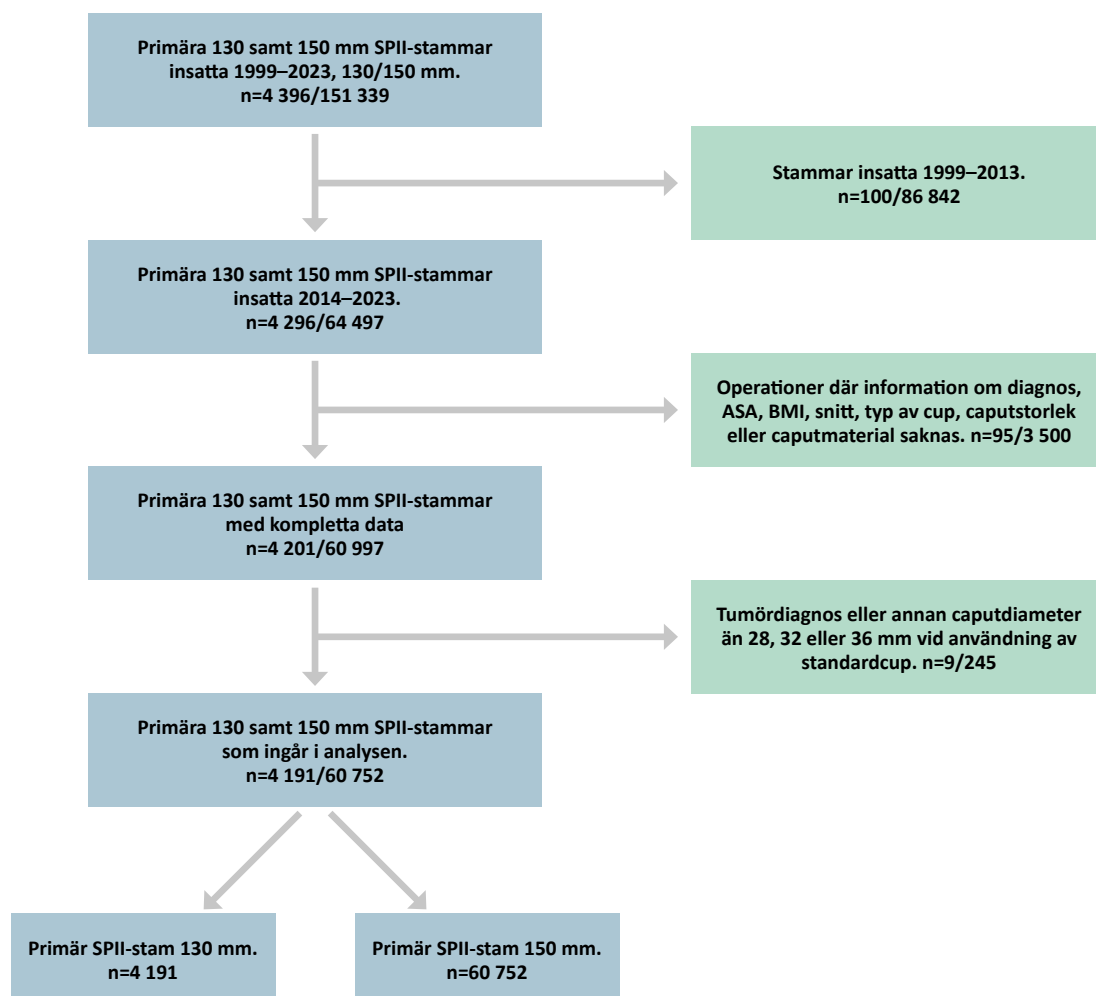 Primära 130 samt 150 mm SPII-stammar
insatta 1999–2023, 130/150 mm.
n=4 396/151 339
Stammar insatta 1999–2013.
n=100/86 842
Primära 130 samt 150 mm SPII-stammar
insatta 2014–2023.
n=4 296/64 497
Operationer där information om diagnos,
ASA, BMI, snitt, typ av cup, caputstorlek
eller caputmaterial saknas. n=95/3 500
Primära 130 samt 150 mm SPII-stammar
med kompletta data
n=4 201/60 997
Tumördiagnos eller annan caputdiameter
än 28, 32 eller 36 mm vid användning av
standardcup. n=9/245
Primära 130 samt 150 mm SPII-stammar
som ingår i analysen.
n=4 191/60 752
Primär SPII-stam 130 mm.
n=4 191
Primär SPII-stam 150 mm.
n=60 752